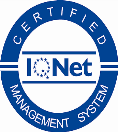 CERTIFIED
IQNet
MANAGEMENT SYSTEM